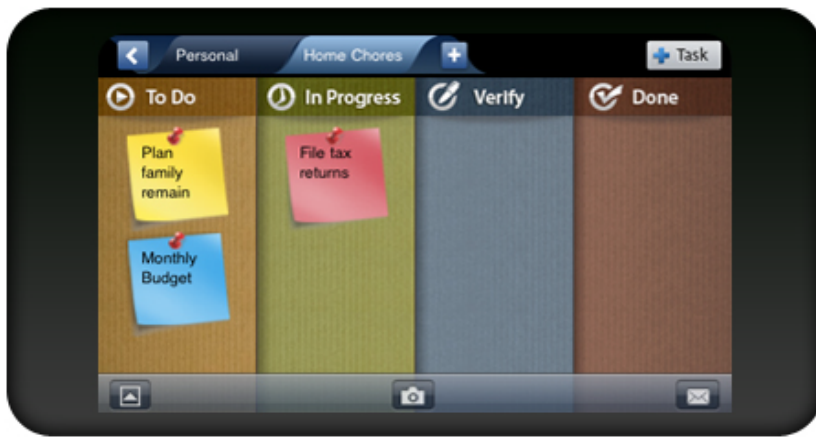 Personal
Home Chores
Task
To Do
In Progress
Verify
Done
Plan
family
remain
File tax
returns
Monthly
Budget